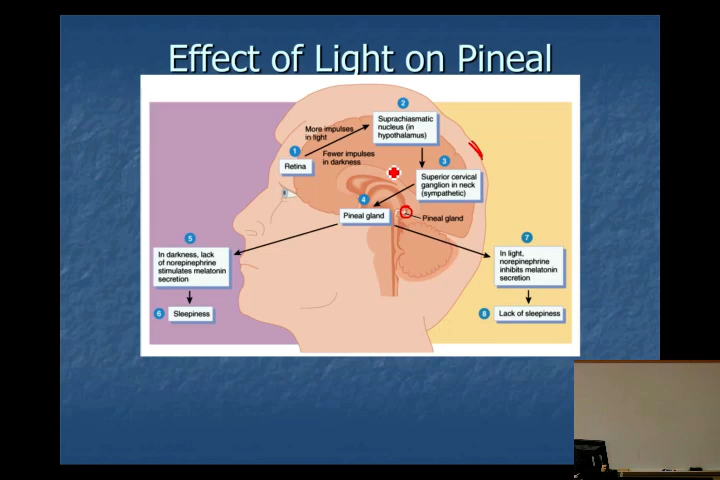 Effect of Light on Pineal
2
Suprachiasmatic
nucleus (in
hypothalamus)
More impulses
in light
1
Retina
Fewer impulses
in darkness
3
Superior cervical
ganglion in neck
(sympathetic)
4
Pineal gland
Pineal gland
5
In darkness, lack
of norepinephrine
stimulates melatonin
secretion
6
Sleepiness
7
In light,
norepinephrine
inhibits melatonin
secretion
8
Lack of sleepiness